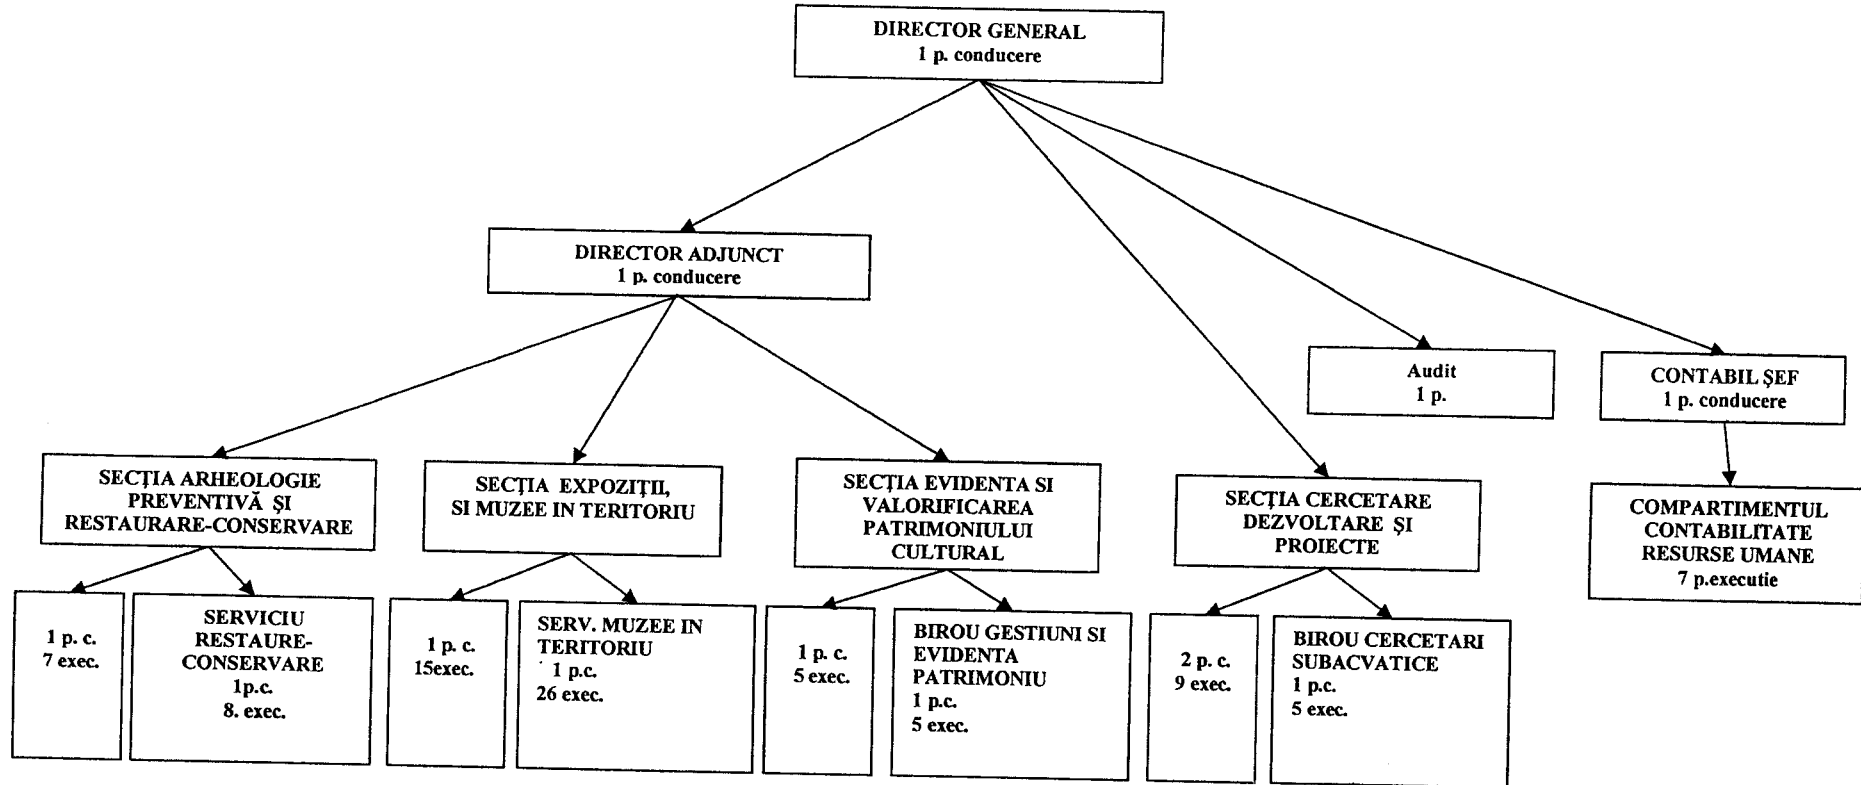 DIRECTOR GENERAL
1 p. conducere
DIRECTOR ADJUNCT
1 p. conducere
Audit
1 p.
CONTABIL ŞEF
1 p. conducere
SECŢIA ARHEOLOGIE
PREVENTIVĂ ŞI
RESTAURARE-CONSERVARE
SECŢIA EXPOZIŢII,
SI MUZEE IN TERITORIU
SECŢIA EVIDENTA SI
VALORIFICAREA
PATRIMONIULUI
CULTURAL
SECŢIA CERCETARE
DEZVOLTARE ŞI
PROIECTE
COMPARTIMENTUL
CONTABILITATE
RESURSE UMANE
7 p.executie
1 p. c.
7 exec.
SERVICIU
RESTAURE-
CONSERVARE
1p.c.
8. exec.
1 p. c.
15exec.
SERV. MUZEE IN
TERITORIU
1 p.c.
26 exec.
1 p. c.
5 exec.
BIROU GESTIUNI SI
EVIDENTA
PATRIMONIU
1 p.c.
5 exec.
2 p. c.
9 exec.
BIROU CERCETARI
SUBACVATICE
1 p.c.
5 exec.